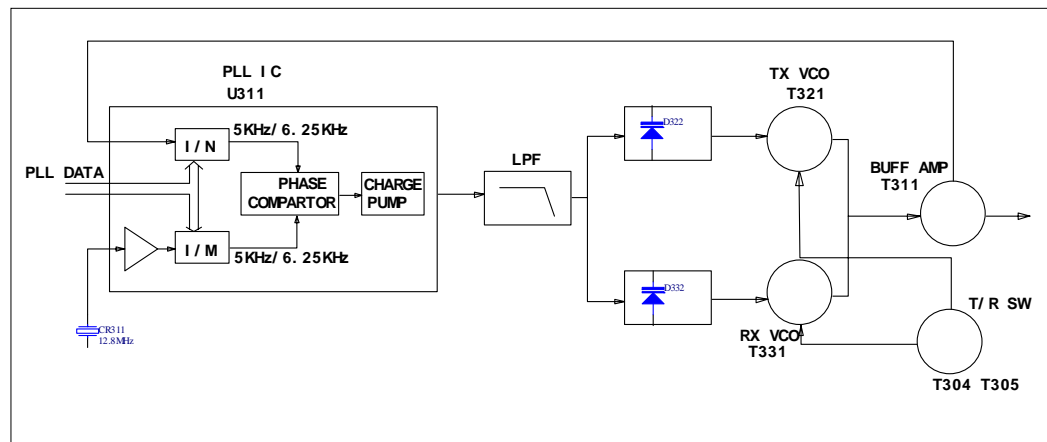 PLL IC
U311
TX VCO
T321
5KHz/6.25KHz
D322
I/N
LPF
BUFF AMP
T311
PLL DATA
PHASE
COMPARTOR
CHARGE
PUMP
I/M
5KHz/6.25KHz
D332
T/R SW
CR311
12.8MHz
RX VCO
T331
T304 T305